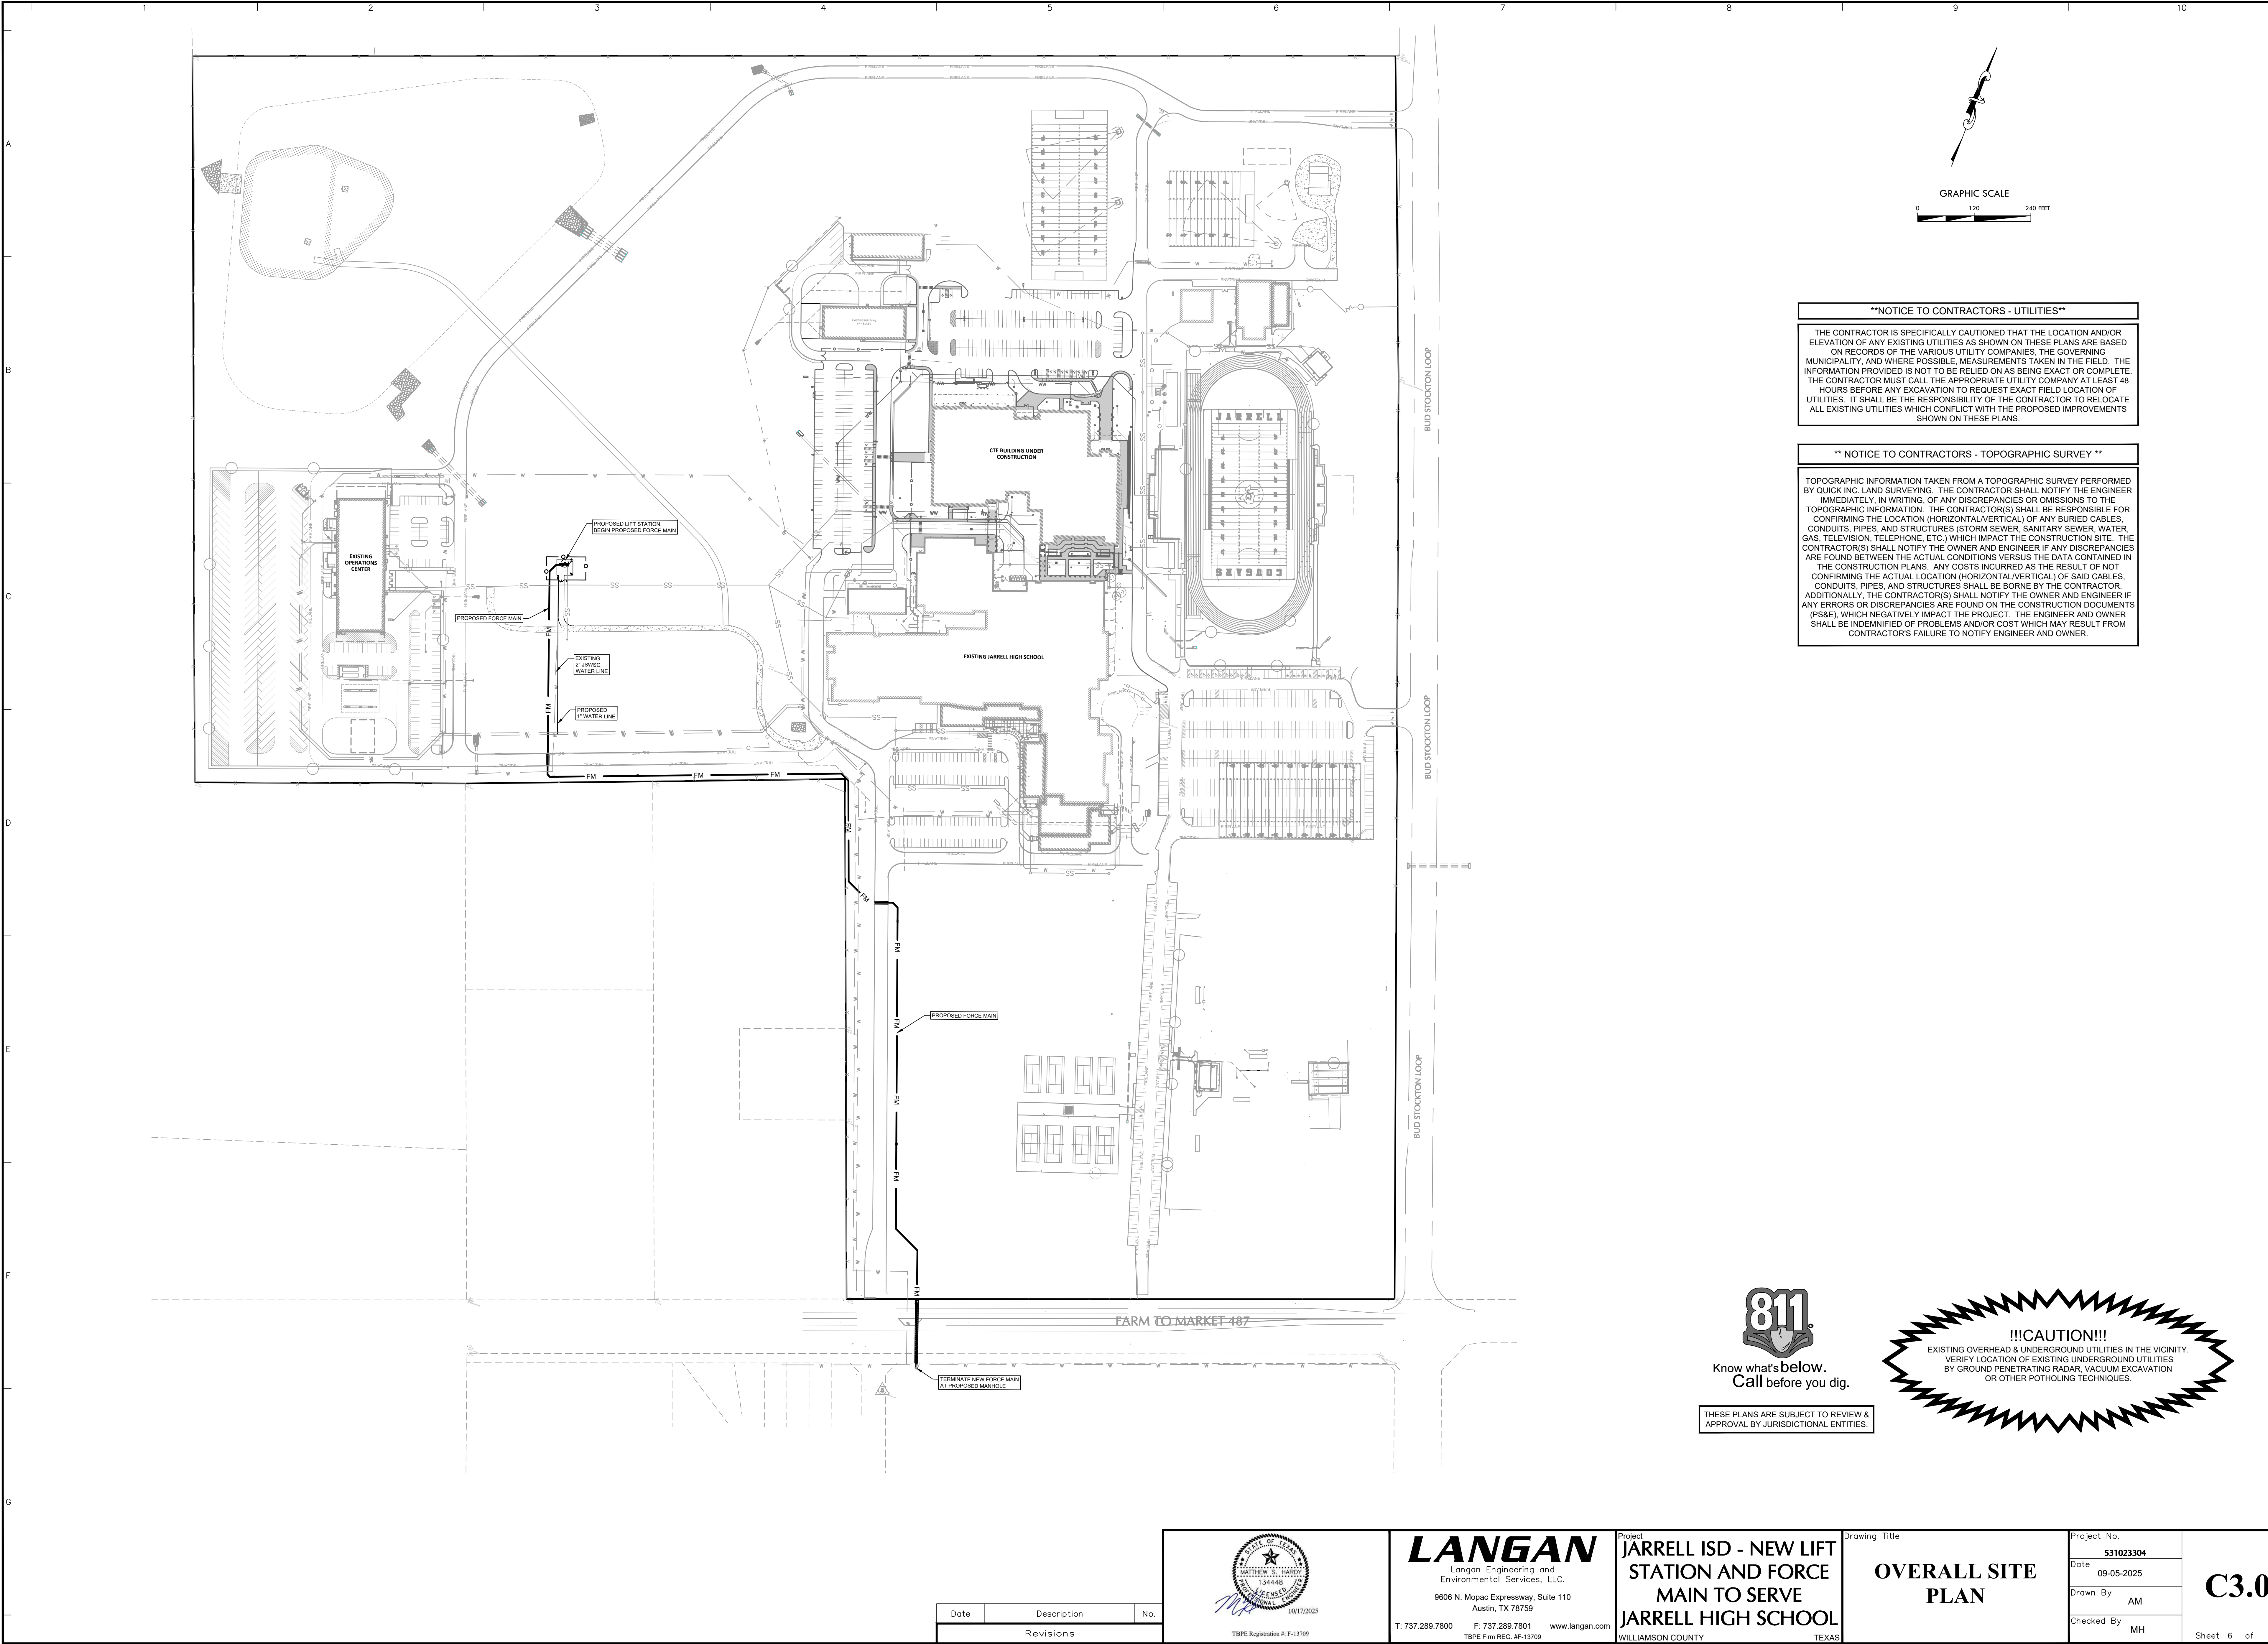 1 2 3 4 5 6 7 8 9 10
A
B
C
D
E
F
G
GRAPHIC SCALE
0 120 240 FEET
**NOTICE TO CONTRACTORS - UTILITIES**
THE CONTRACTOR IS SPECIFICALLY CAUTIONED THAT THE LOCATION AND/OR
ELEVATION OF ANY EXISTING UTILITIES AS SHOWN ON THESE PLANS ARE BASED
ON RECORDS OF THE VARIOUS UTILITY COMPANIES, THE GOVERNING
MUNICIPALITY, AND WHERE POSSIBLE, MEASUREMENTS TAKEN IN THE FIELD. THE
INFORMATION PROVIDED IS NOT TO BE RELIED ON AS BEING EXACT OR COMPLETE.
THE CONTRACTOR MUST CALL THE APPROPRIATE UTILITY COMPANY AT LEAST 48
HOURS BEFORE ANY EXCAVATION TO REQUEST EXACT FIELD LOCATION OF
UTILITIES. IT SHALL BE THE RESPONSIBILITY OF THE CONTRACTOR TO RELOCATE
ALL EXISTING UTILITIES WHICH CONFLICT WITH THE PROPOSED IMPROVEMENTS
SHOWN ON THESE PLANS.
** NOTICE TO CONTRACTORS - TOPOGRAPHIC SURVEY **
TOPOGRAPHIC INFORMATION TAKEN FROM A TOPOGRAPHIC SURVEY PERFORMED
BY QUICK INC. LAND SURVEYING. THE CONTRACTOR SHALL NOTIFY THE ENGINEER
IMMEDIATELY, IN WRITING, OF ANY DISCREPANCIES OR OMISSIONS TO THE
TOPOGRAPHIC INFORMATION. THE CONTRACTOR(S) SHALL BE RESPONSIBLE FOR
CONFIRMING THE LOCATION (HORIZONTAL/VERTICAL) OF ANY BURIED CABLES,
CONDUITS, PIPES, AND STRUCTURES (STORM SEWER, SANITARY SEWER, WATER,
GAS, TELEVISION, TELEPHONE, ETC.) WHICH IMPACT THE CONSTRUCTION SITE. THE
CONTRACTOR(S) SHALL NOTIFY THE OWNER AND ENGINEER IF ANY DISCREPANCIES
ARE FOUND BETWEEN THE ACTUAL CONDITIONS VERSUS THE DATA CONTAINED IN
THE CONSTRUCTION PLANS. ANY COSTS INCURRED AS THE RESULT OF NOT
CONFIRMING THE ACTUAL LOCATION (HORIZONTAL/VERTICAL) OF SAID CABLES,
CONDUITS, PIPES, AND STRUCTURES SHALL BE BORNE BY THE CONTRACTOR.
ADDITIONALLY, THE CONTRACTOR(S) SHALL NOTIFY THE OWNER AND ENGINEER IF
ANY ERRORS OR DISCREPANCIES ARE FOUND ON THE CONSTRUCTION DOCUMENTS
(PS&E), WHICH NEGATIVELY IMPACT THE PROJECT. THE ENGINEER AND OWNER
SHALL BE INDEMNIFIED OF PROBLEMS AND/OR COST WHICH MAY RESULT FROM
CONTRACTOR'S FAILURE TO NOTIFY ENGINEER AND OWNER.
BUD STOCKTON LOOP
JARRELL
COUGARS
CTE BUILDING UNDER
CONSTRUCTION
PROPOSED LIFT STATION.
BEGIN PROPOSED FORCE MAIN
EXISTING
OPERATIONS
CENTER
PROPOSED FORCE MAIN
EXISTING
2" JSWSC
WATER LINE
EXISTING JARRELL HIGH SCHOOL
PROPOSED
1" WATER LINE
BUD STOCKTON LOOP
FM FM FM
PROPOSED FORCE MAIN
BUD STOCKTON LOOP
FARM TO MARKET 487
TERMINATE NEW FORCE MAIN
AT PROPOSED MANHOLE
811
Know what's below.
Call before you dig.
!!!CAUTION!!!
EXISTING OVERHEAD & UNDERGROUND UTILITIES IN THE VICINITY.
VERIFY LOCATION OF EXISTING UNDERGROUND UTILITIES
BY GROUND PENETRATING RADAR, VACUUM EXCAVATION
OR OTHER POTHOLING TECHNIQUES.
THESE PLANS ARE SUBJECT TO REVIEW &
APPROVAL BY JURISDICTIONAL ENTITIES.
Date Description No.
Revisions
STATE OF TEXAS
MATTHEW S. HARDY
134448
LICENSED
PROFESSIONAL ENGINEER
10/17/2025
TBPE Registration #: F-13709
LANGAN
Langan Engineering and
Environmental Services, LLC.
9606 N. Mopac Expressway, Suite 110
Austin, TX 78759
T: 737.289.7800 F: 737.289.7801 www.langan.com
TBPE Firm REG. #F-13709
Project
JARRELL ISD - NEW LIFT
STATION AND FORCE
MAIN TO SERVE
JARRELL HIGH SCHOOL
WILLIAMSON COUNTY TEXAS
Drawing Title
OVERALL SITE
PLAN
Project No.
531023304
Date
09-05-2025
Drawn By
AM
Checked By
MH
C3.0
Sheet 6 of